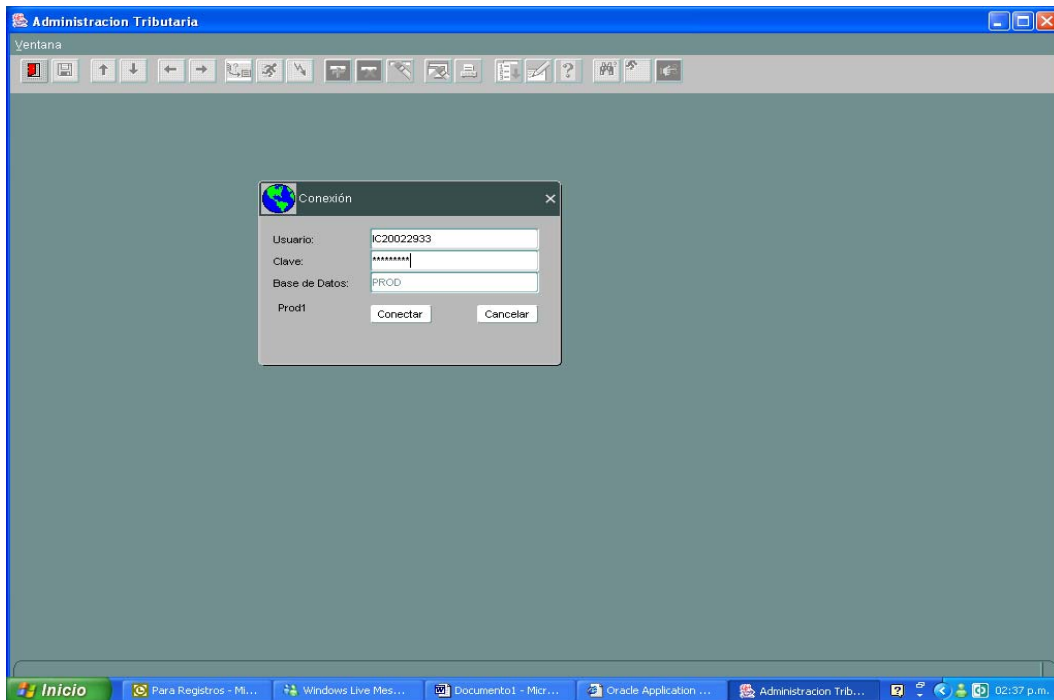 Administracion Tributaria
Ventana
Conexión
Usuario: IC20022933
Clave: *********
Base de Datos: PROD
Prod1 Conectar Cancelar
Inicio Para Registros - Mi... Windows Live Mes... Documento1 - Micr... Oracle Application ... Administracion Trib... 02:37 p.m.